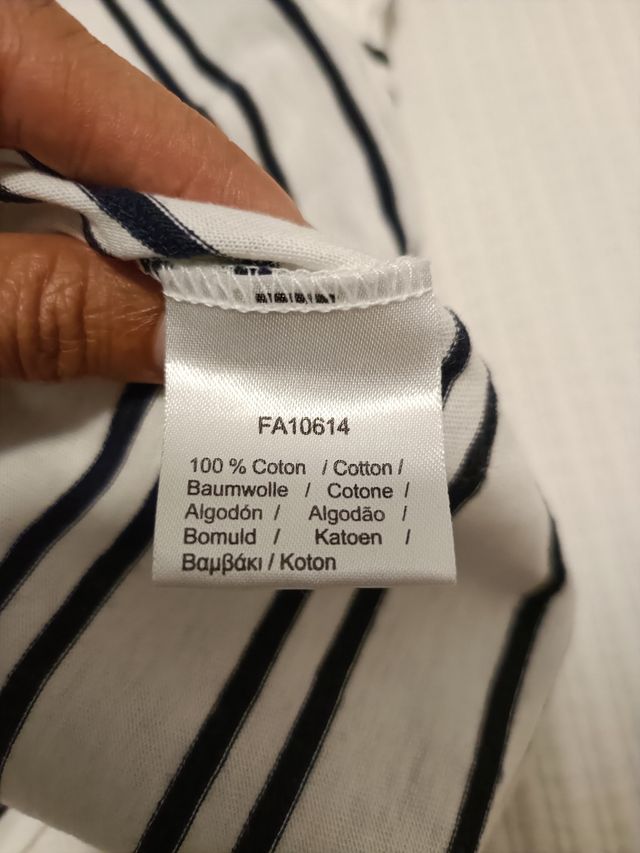 FA10614
100 % Coton / Cotton /
Baumwolle / Cotone /
Algodón / Algodão /
Bomuld / Katoen /
Βαμβάκι / Koton